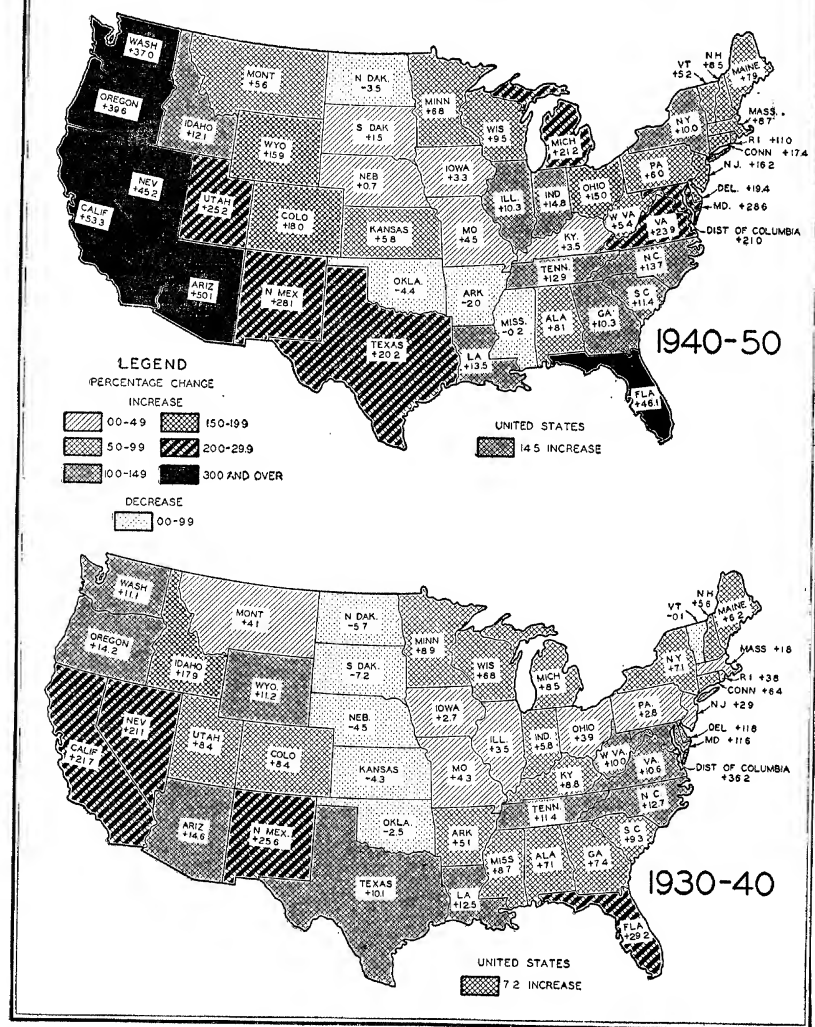 WASH
+37.0
OREGON
+39.6
CALIF
+53.3
NEV
+45.2
IDAHO
+12.1
MONT
+5.6
WYO
+15.9
UTAH
+25.2
COLO
+18.0
ARIZ
+50.1
N MEX
+28.1
N DAK.
-3.5
S DAK
+1.5
NEB
+0.7
KANSAS
+5.8
OKLA.
-4.4
TEXAS
+20.2
MINN
+6.8
IOWA
+3.3
MO
+4.5
ARK
-2.0
LA
+13.5
WIS
+9.5
ILL.
+10.3
MICH
+21.2
IND
+14.8
OHIO
+15.0
KY.
+3.5
TENN.
+12.9
MISS.
-0.2
ALA
+8.1
GA
+10.3
FLA
+46.1
S C
+11.4
N.C.
+13.7
VA
+23.9
W VA
+5.4
PA
+6.0
NY
+10.0
VT
+5.2
NH
+8.5
MAINE
+7.9
MASS.
+8.7
R I +11.0
CONN +17.4
N.J. +16.2
DEL. +19.4
MD. +28.6
DIST OF COLUMBIA
+21.0
1940-50
LEGEND
PERCENTAGE CHANGE
INCREASE
0.0-4.9
15.0-19.9
5.0-9.9
20.0-29.9
10.0-14.9
30.0 AND OVER
DECREASE
0.0-9.9
UNITED STATES
14.5 INCREASE
WASH
+11.1
OREGON
+14.2
CALIF
+21.7
NEV
+21.1
IDAHO
+17.9
MONT
+4.1
WYO.
+11.2
UTAH
+8.4
COLO
+8.4
ARIZ
+14.6
N MEX.
+25.6
N DAK.
-5.7
S DAK.
-7.2
NEB.
-4.5
KANSAS
-4.3
OKLA.
-2.5
TEXAS
+10.1
MINN
+8.9
IOWA
+2.7
MO
+4.3
ARK
+5.1
LA
+12.5
WIS
+6.8
ILL.
+3.5
MICH
+8.5
IND.
+5.8
OHIO
+3.9
KY
+8.8
TENN.
+11.4
MISS
+8.7
ALA
+7.1
GA
+7.4
FLA
+29.2
S C
+9.3
N C
+12.7
VA.
+10.6
W VA.
+10.0
PA.
+2.8
NY
+7.1
VT
-0.1
N H
+5.6
MAINE
+6.2
MASS +1.8
R I +3.8
CONN +6.4
N J +2.9
DEL +11.8
MD +11.6
DIST OF COLUMBIA
+36.2
1930-40
UNITED STATES
7.2 INCREASE